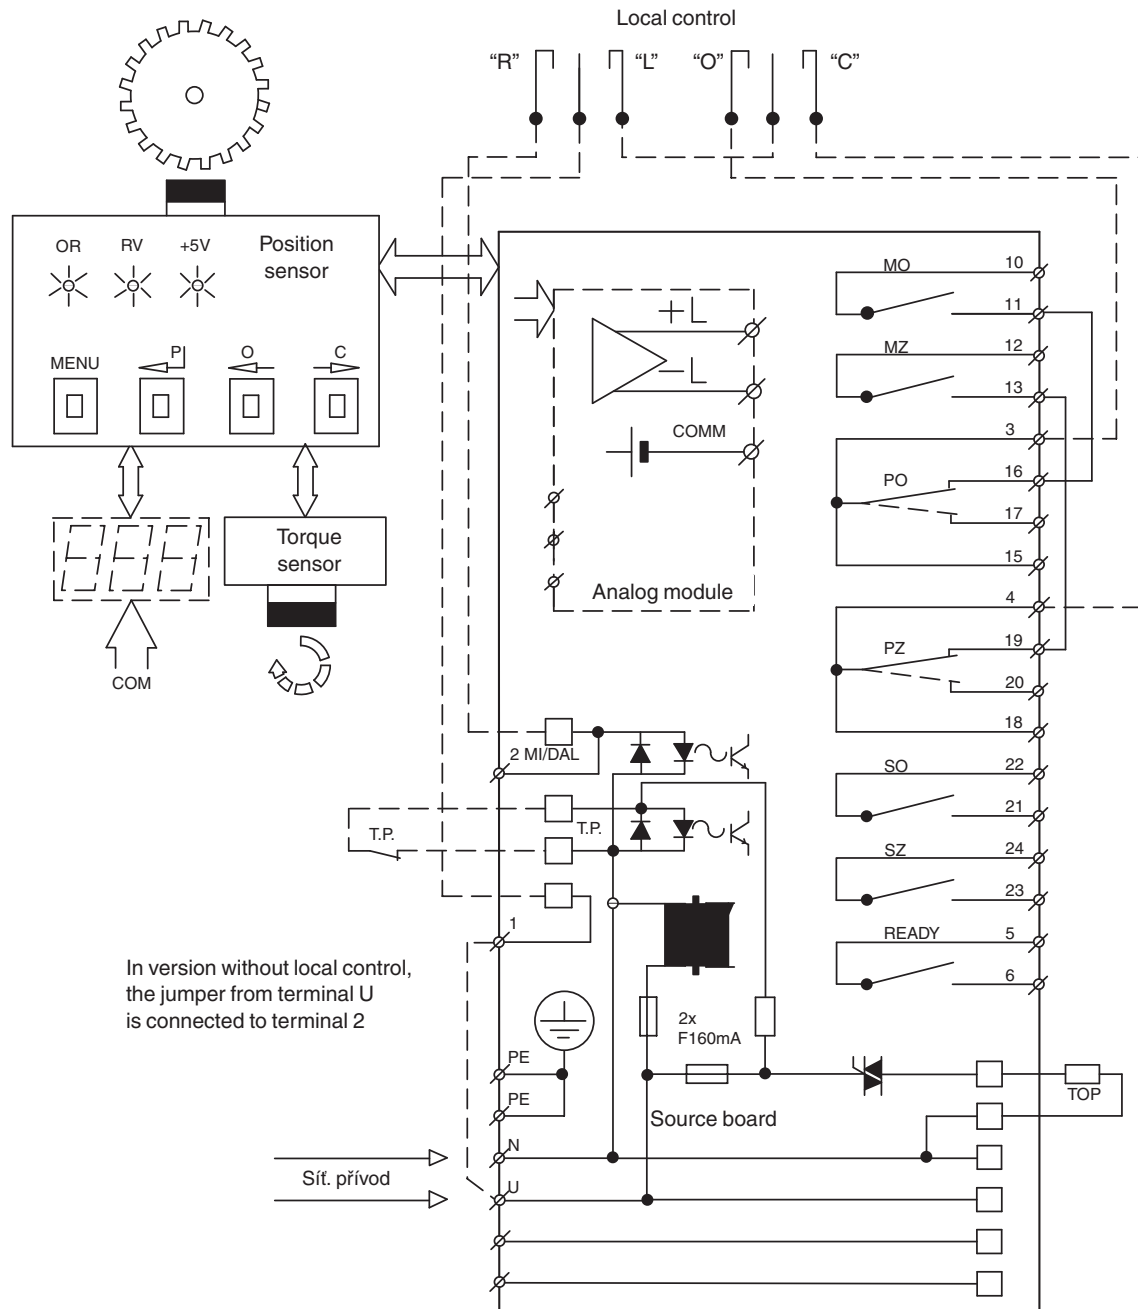 Local control
“R”
“L”
“O”
“C”
OR
RV
+5V
Position
sensor
MENU
P
O
C
Torque
sensor
COM
+L
−L
COMM
Analog module
MO
10
11
MZ
12
13
3
PO
16
17
15
4
PZ
19
20
18
SO
22
21
SZ
24
23
READY
5
6
2 MI/DAL
T.P.
T.P.
1
In version without local control,
the jumper from terminal U
is connected to terminal 2
2x
F160mA
PE
PE
TOP
Source board
N
Síť. přívod
U